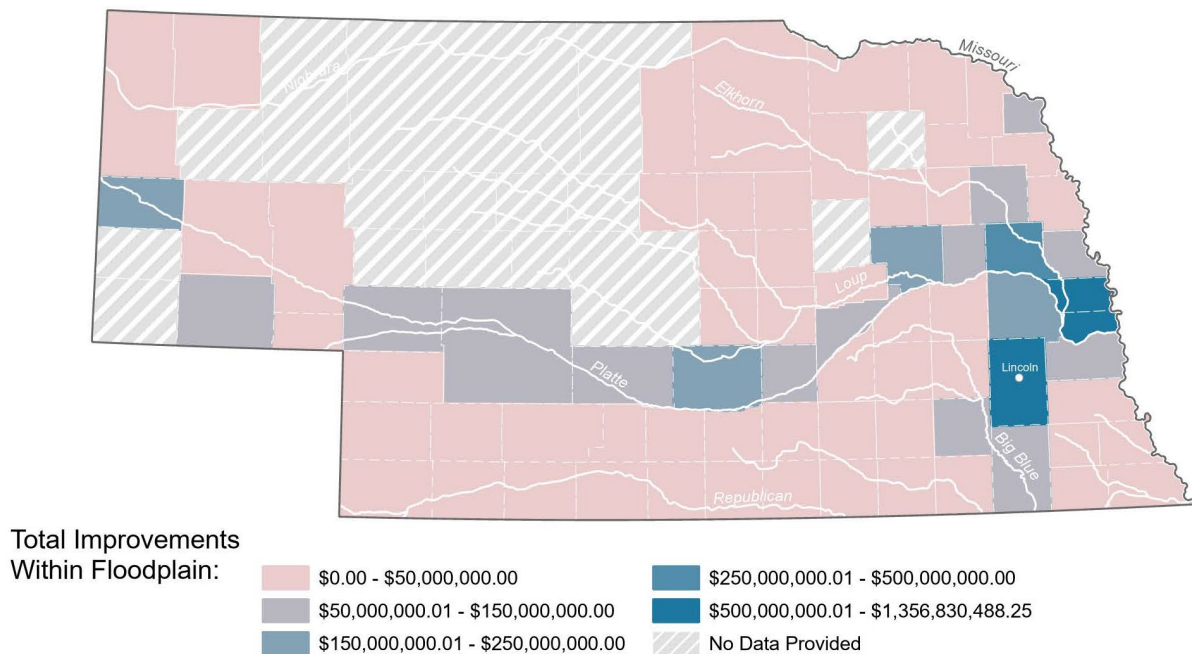 Missouri
Niobrara
Elkhorn
Loup
Lincoln
Platte
Big Blue
Republican
Total Improvements
Within Floodplain:
$0.00 - $50,000,000.00
$50,000,000.01 - $150,000,000.00
$150,000,000.01 - $250,000,000.00
$250,000,000.01 - $500,000,000.00
$500,000,000.01 - $1,356,830,488.25
No Data Provided